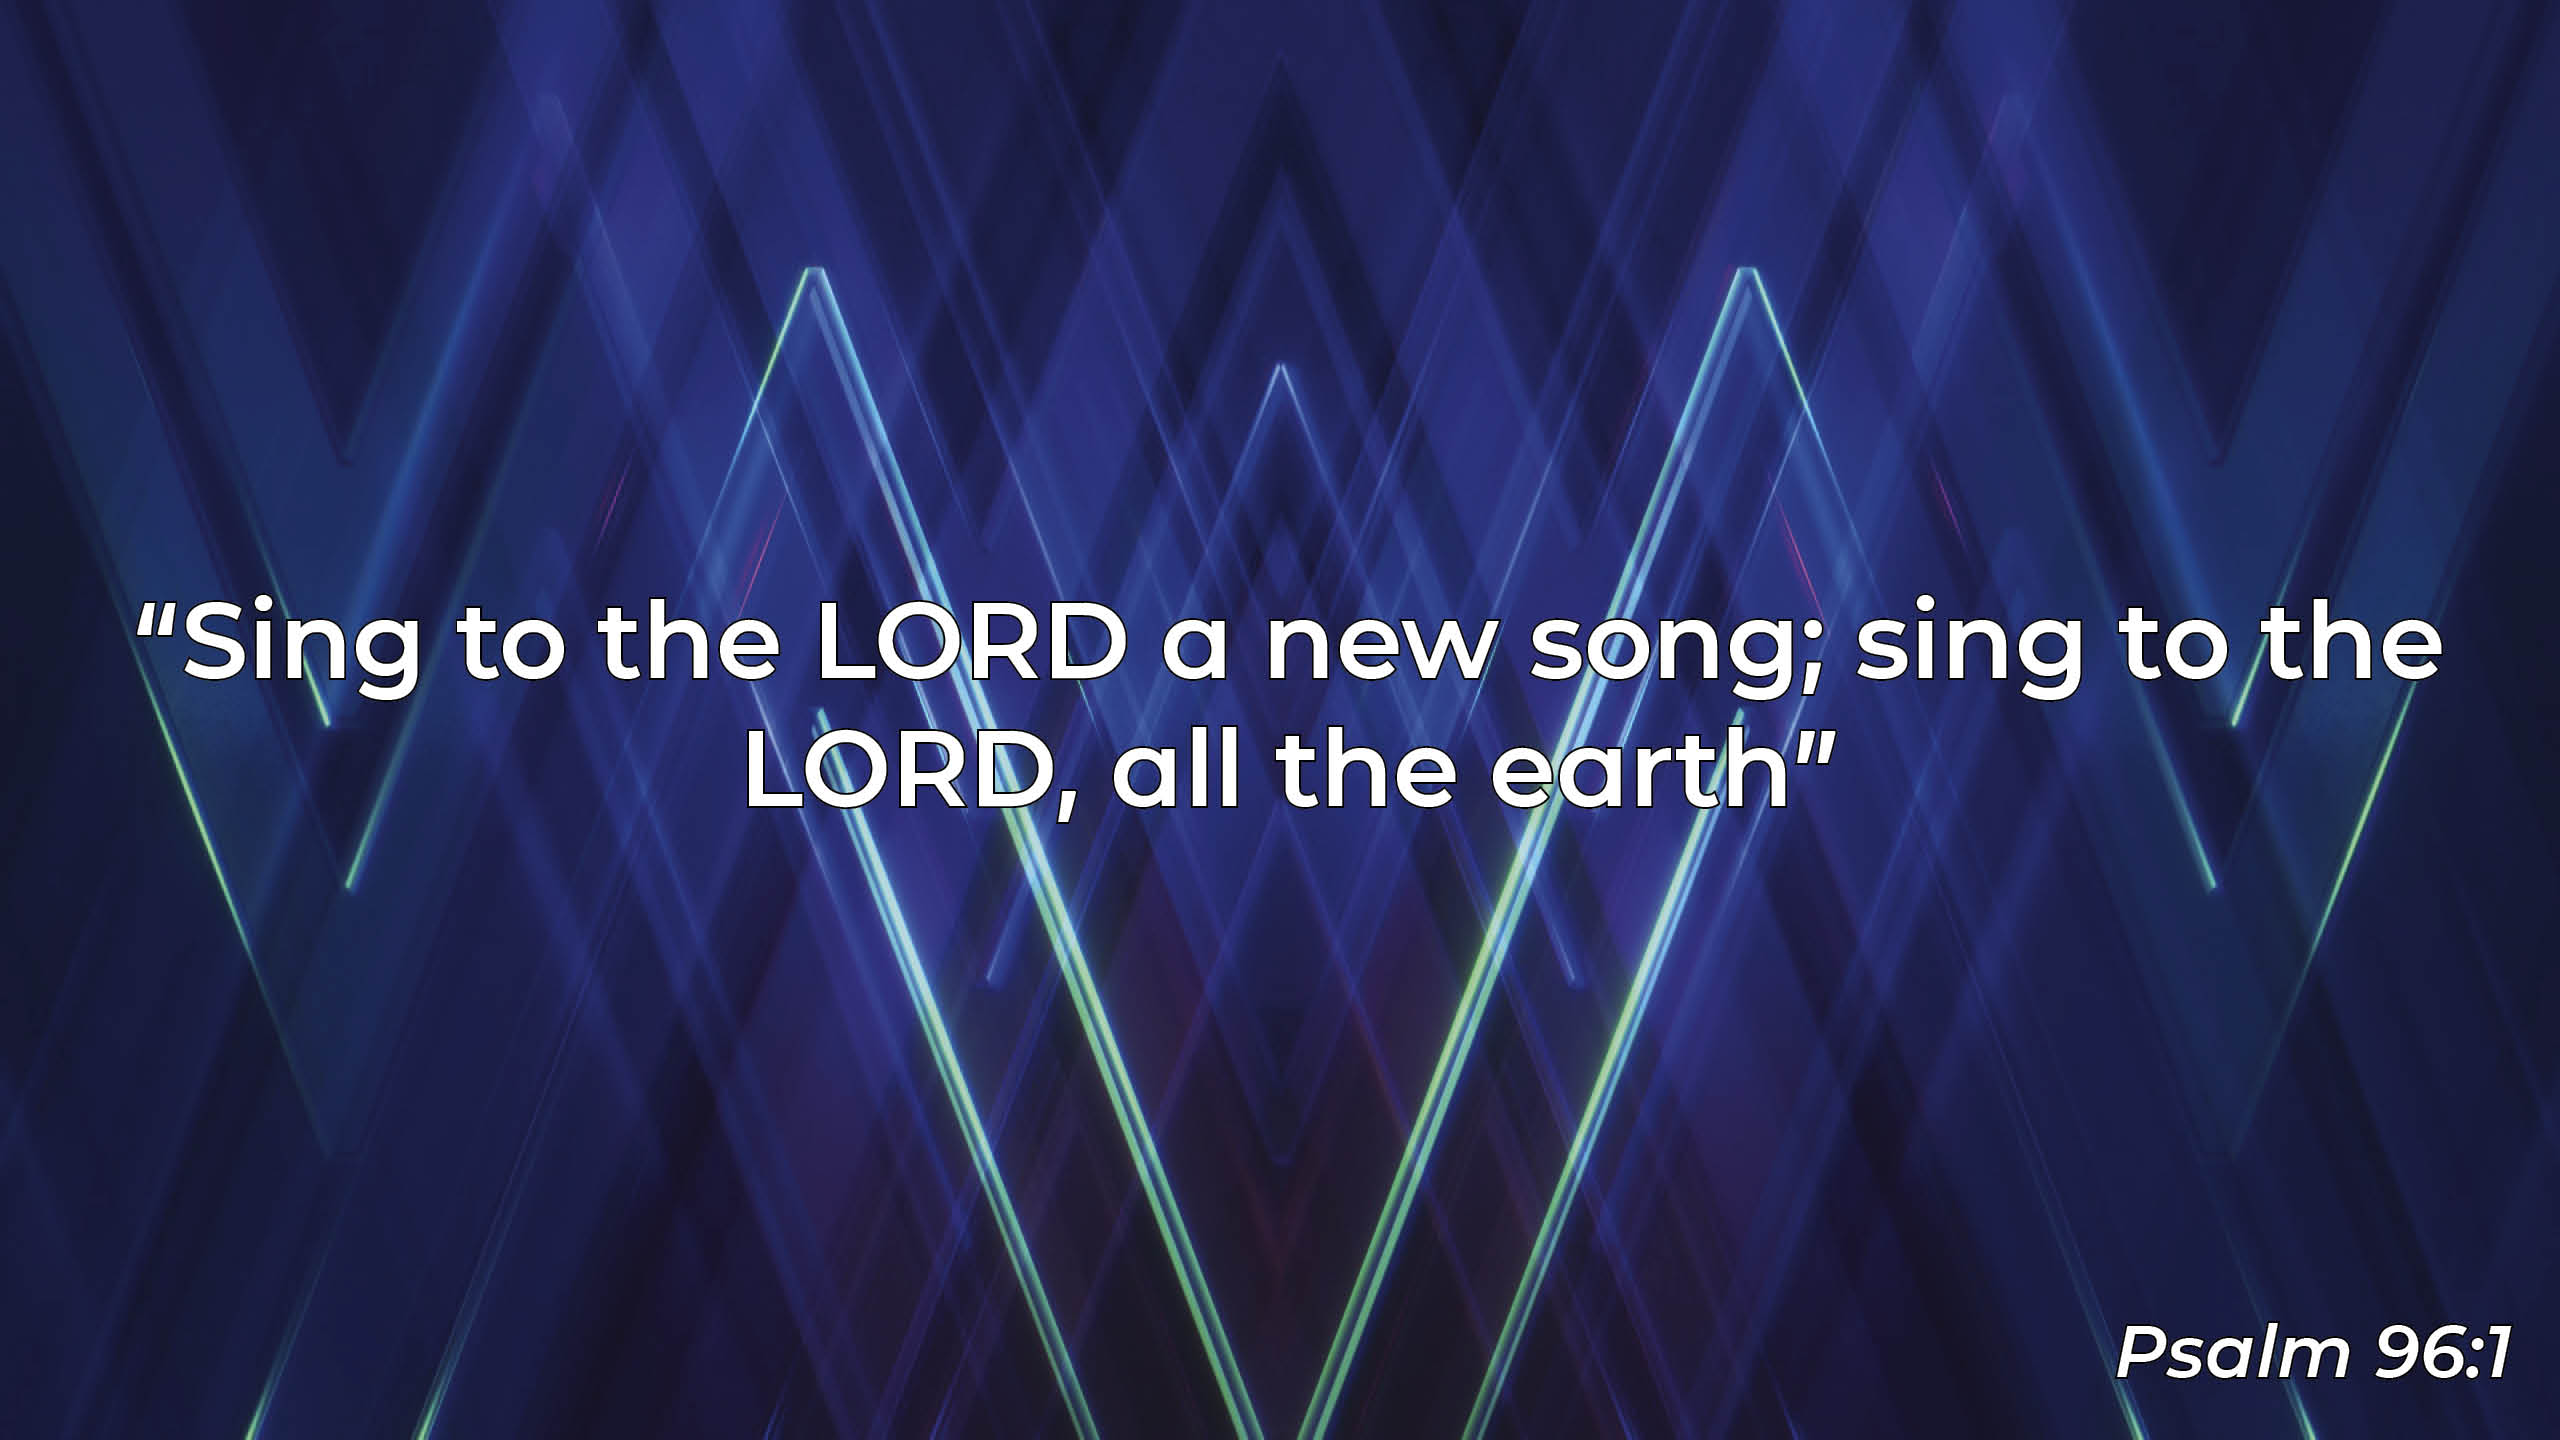 “Sing to the LORD a new song; sing to the
LORD, all the earth”
Psalm 96:1